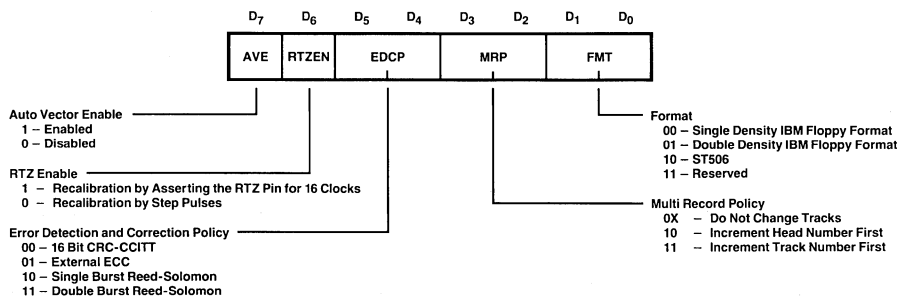 D7 D6 D5 D4 D3 D2 D1 D0
AVE RTZEN EDCP MRP FMT
Auto Vector Enable
1 – Enabled
0 – Disabled
RTZ Enable
1 – Recalibration by Asserting the RTZ Pin for 16 Clocks
0 – Recalibration by Step Pulses
Error Detection and Correction Policy
00 – 16 Bit CRC-CCITT
01 – External ECC
10 – Single Burst Reed-Solomon
11 – Double Burst Reed-Solomon
Format
00 – Single Density IBM Floppy Format
01 – Double Density IBM Floppy Format
10 – ST506
11 – Reserved
Multi Record Policy
0X – Do Not Change Tracks
10 – Increment Head Number First
11 – Increment Track Number First